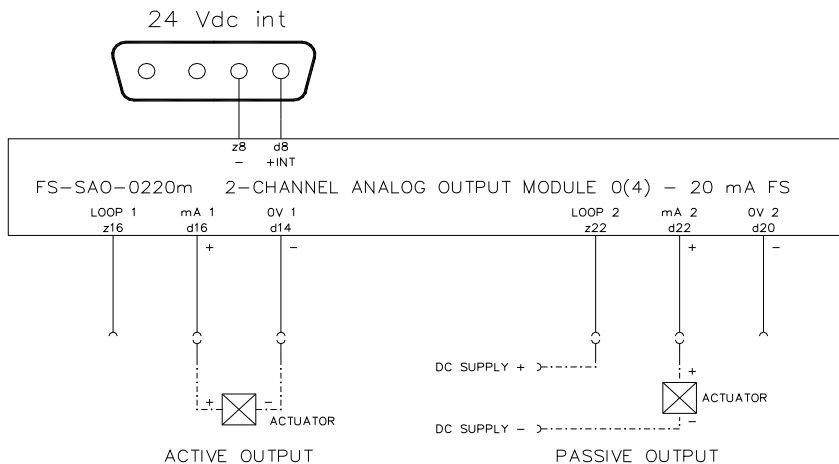 24 Vdc int
z8 d8
- +INT
FS-SAO-0220m 2-CHANNEL ANALOG OUTPUT MODULE 0(4) - 20 mA FS
LOOP 1 mA 1 0V 1 LOOP 2 mA 2 0V 2
z16 d16 d14 z22 d22 d20
+ - + -
DC SUPPLY + +
+ - ACTUATOR
ACTUATOR
DC SUPPLY - -
ACTIVE OUTPUT PASSIVE OUTPUT